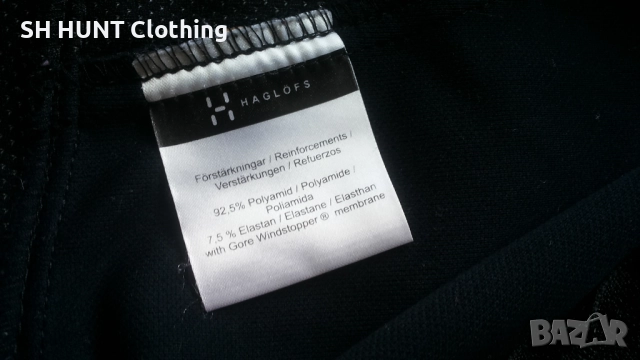 SH HUNT Clothing
HAGLÖFS
Förstärkningar / Reinforcements /
Verstärkungen / Refuerzos
92,5% Polyamid / Polyamide /
Poliamida
7,5 % Elastan / Elastane / Elasthan
with Gore Windstopper ® membrane
BAZAR